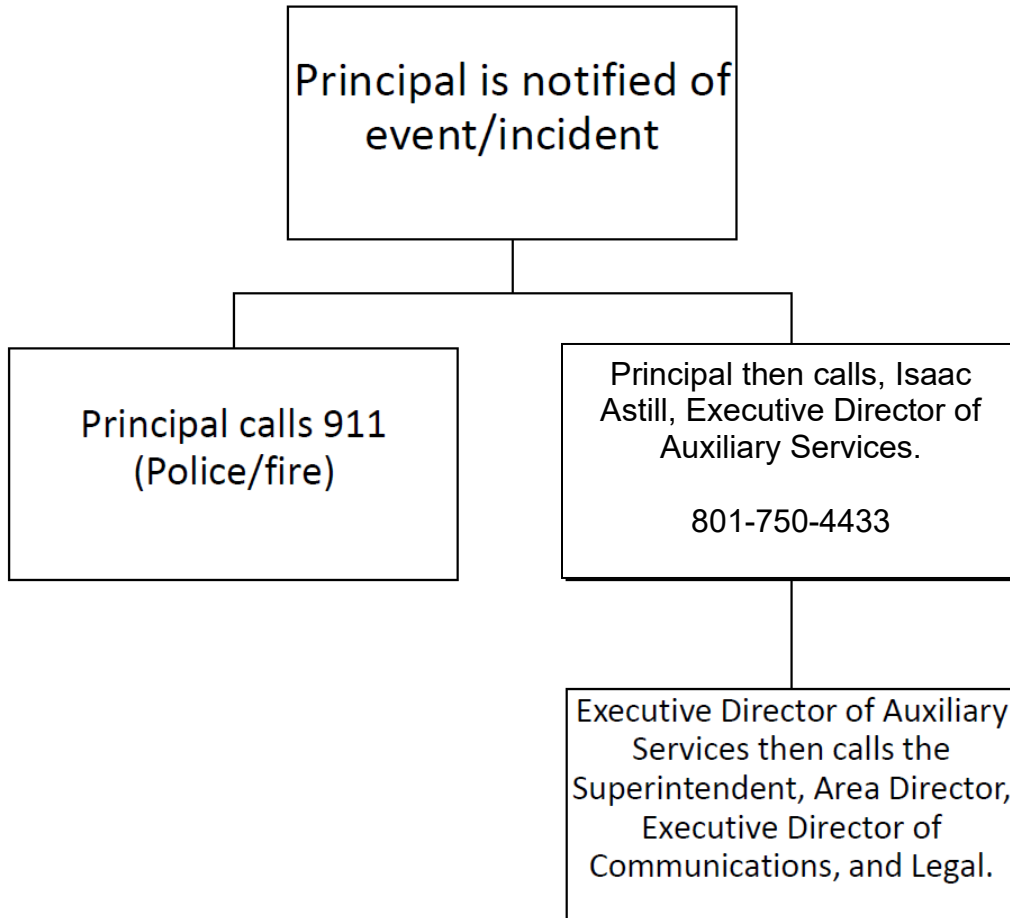 Principal is notified of
event/incident
Principal calls 911
(Police/fire)
Principal then calls, Isaac
Astill, Executive Director of
Auxiliary Services.
801-750-4433
Executive Director of Auxiliary
Services then calls the
Superintendent, Area Director,
Executive Director of
Communications, and Legal.